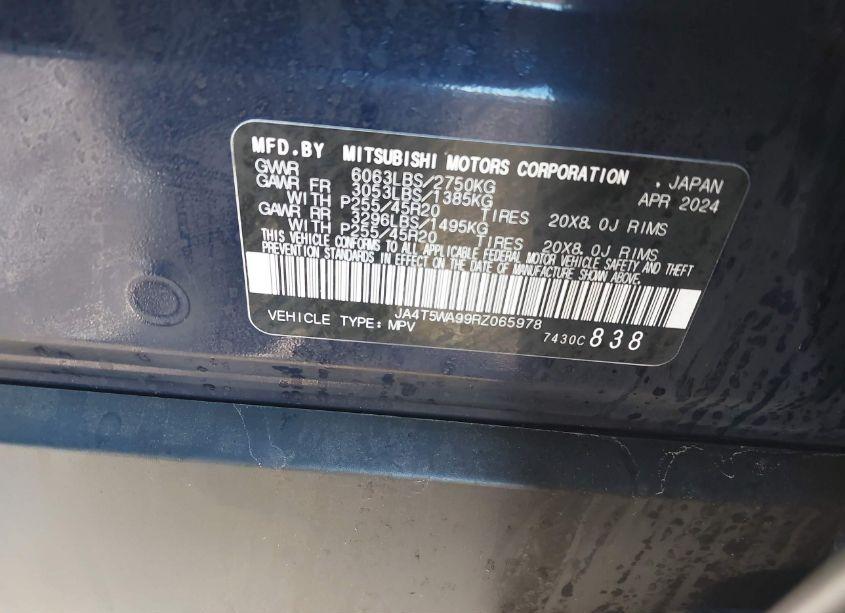 MFD.BY MITSUBISHI MOTORS CORPORATION , JAPAN
GVWR 6063LBS/2750KG APR 2024
GAWR FR 3053LBS/1385KG
WITH P255/45R20 TIRES 20X8.0J RIMS
GAWR RR 3296LBS/1495KG
WITH P255/45R20 TIRES 20X8.0J RIMS
THIS VEHICLE CONFORMS TO ALL APPLICABLE FEDERAL MOTOR VEHICLE SAFETY AND THEFT
PREVENTION STANDARDS IN EFFECT ON THE DATE OF MANUFACTURE SHOWN ABOVE.
JA4T5WA99RZ065978
VEHICLE TYPE:MPV 7430C 838